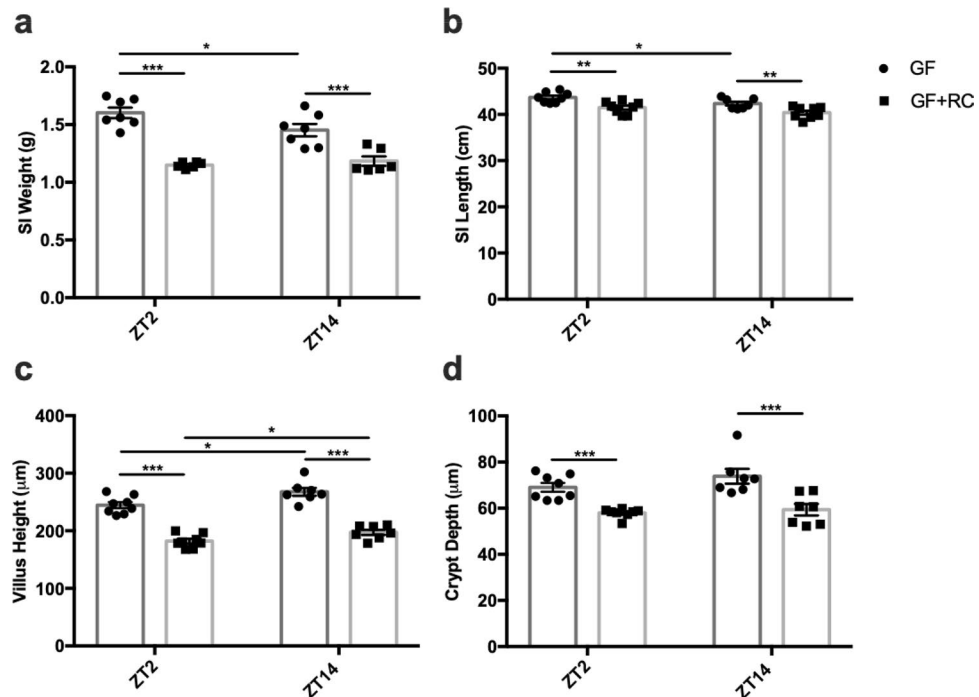 a
SI Weight (g)
2.0
1.5
1.0
0.5
0.0
*
***
***
ZT2
ZT14
b
SI Length (cm)
50
40
30
20
10
0
*
**
**
ZT2
ZT14
GF
GF+RC
c
Villus Height (μm)
400
300
200
100
0
*
*
***
***
ZT2
ZT14
d
Crypt Depth (μm)
100
80
60
40
20
0
***
***
ZT2
ZT14